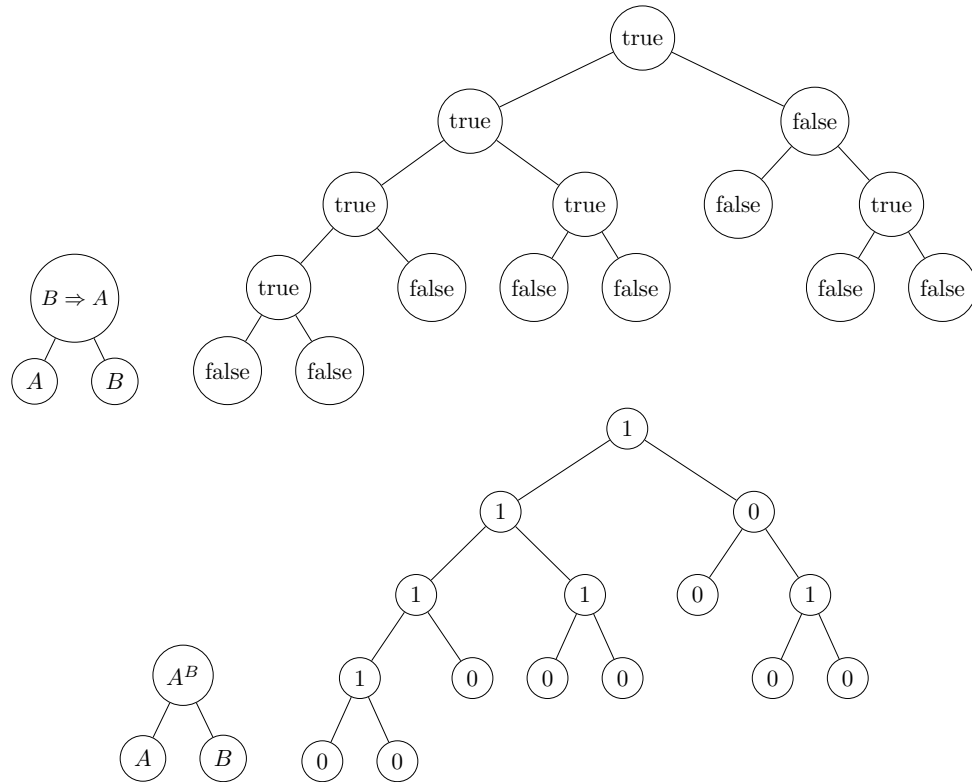 true
true false
true true false true
B ⇒ A true false false false false false
A B false false
1
1 0
1 1 0 1
A^B 1 0 0 0 0 0
A B 0 0